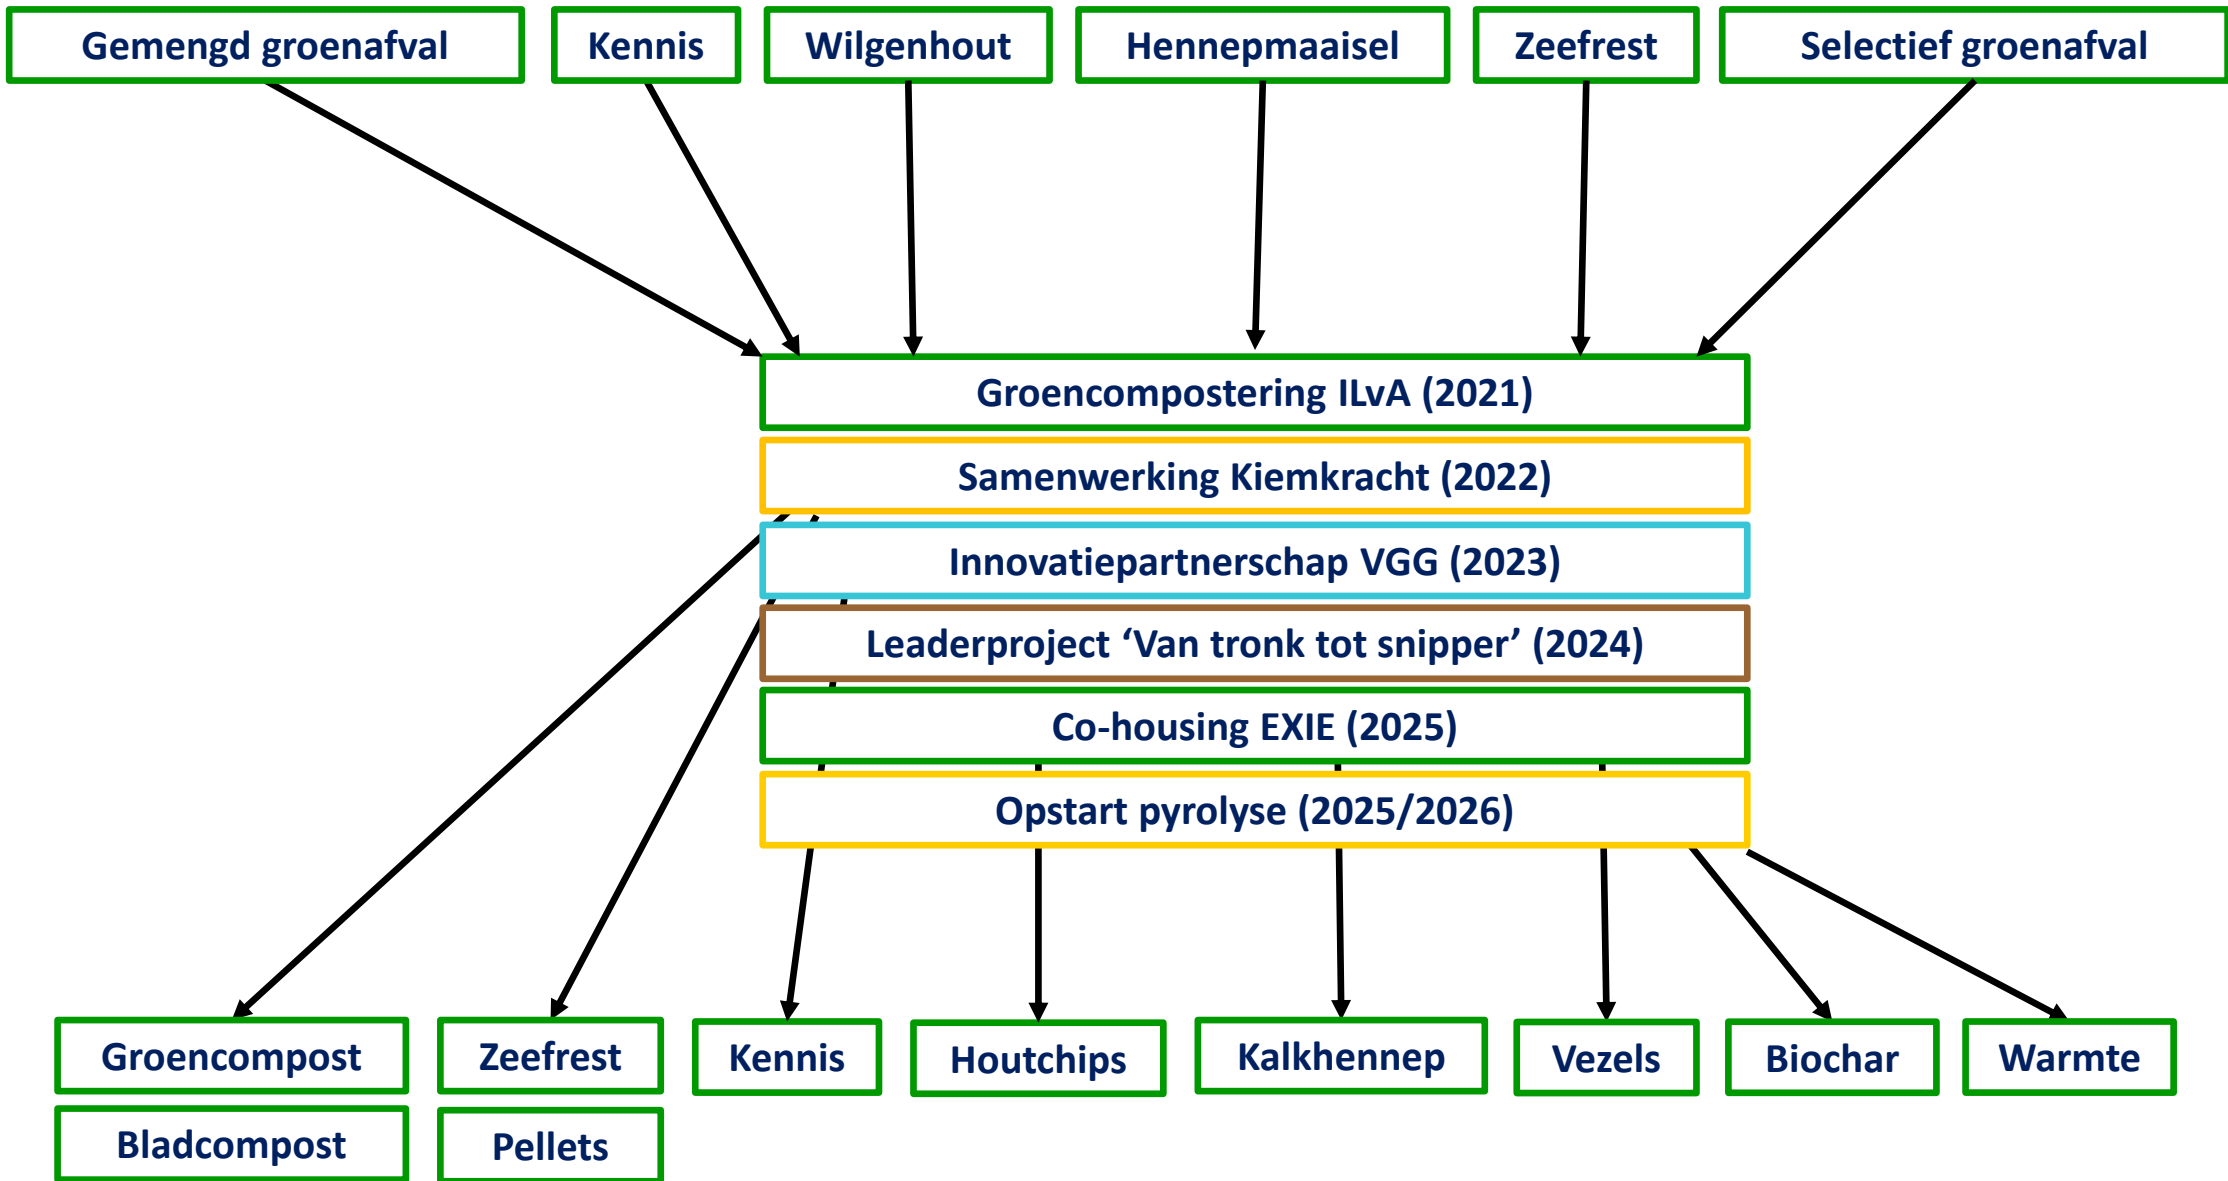 Gemengd groenafval
Kennis
Wilgenhout
Hennepmaaisel
Zeefrest
Selectief groenafval
Groencompostering ILvA (2021)
Samenwerking Kiemkracht (2022)
Innovatiepartnerschap VGG (2023)
Leaderproject ‘Van tronk tot snipper’ (2024)
Co-housing EXIE (2025)
Opstart pyrolyse (2025/2026)
Groencompost
Zeefrest
Kennis
Houtchips
Kalkhennep
Vezels
Biochar
Warmte
Bladcompost
Pellets